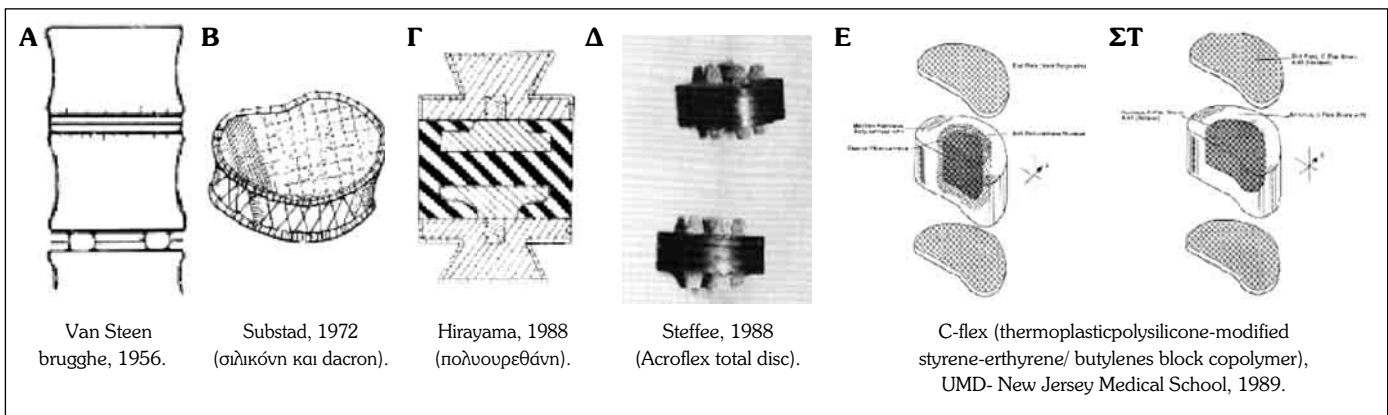 Α
Β
Γ
Δ
Ε
ΣΤ
Van Steen
brugghe, 1956.
Substad, 1972
(σιλικόνη και dacron).
Hirayama, 1988
(πολυουρεθάνη).
Steffee, 1988
(Acroflex total disc).
C-flex (thermoplasticpolysilicone-modified
styrene-erthyrene/ butylenes block copolymer),
UMD- New Jersey Medical School, 1989.